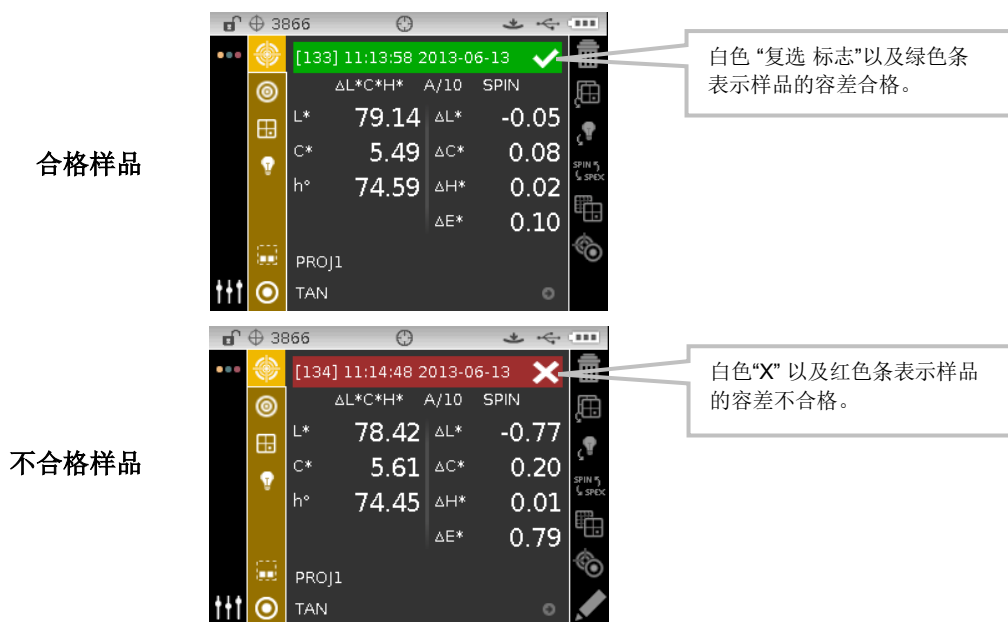 3866
[133] 11:13:58 2013-06-13
ΔL*C*H* A/10 SPIN
L* 79.14 ΔL* -0.05
C* 5.49 ΔC* 0.08
h° 74.59 ΔH* 0.02
ΔE* 0.10
PROJ1
TAN
SPIN
SPEX
白色 “复选 标志”以及绿色条
表示样品的容差合格。
合格样品
3866
[134] 11:14:48 2013-06-13
ΔL*C*H* A/10 SPIN
L* 78.42 ΔL* -0.77
C* 5.61 ΔC* 0.20
h° 74.45 ΔH* 0.01
ΔE* 0.79
PROJ1
TAN
SPIN
SPEX
白色“X” 以及红色条表示样品
的容差不合格。
不合格样品